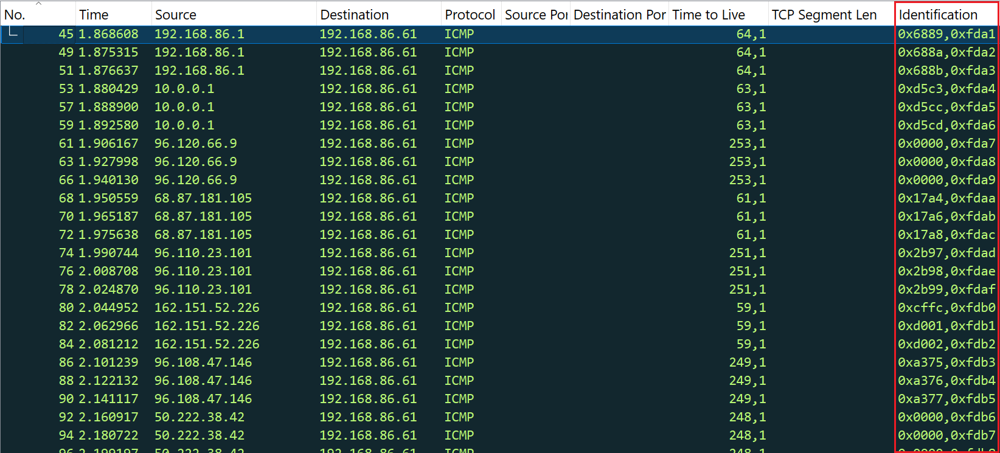 No. Time Source Destination Protocol Source Por Destination Por Time to Live TCP Segment Len Identification
45 1.868608 192.168.86.1 192.168.86.61 ICMP 64,1 0x6889,0xfda1
49 1.875315 192.168.86.1 192.168.86.61 ICMP 64,1 0x688a,0xfda2
51 1.876637 192.168.86.1 192.168.86.61 ICMP 64,1 0x688b,0xfda3
53 1.880429 10.0.0.1 192.168.86.61 ICMP 63,1 0xd5c3,0xfda4
57 1.888900 10.0.0.1 192.168.86.61 ICMP 63,1 0xd5cc,0xfda5
59 1.892580 10.0.0.1 192.168.86.61 ICMP 63,1 0xd5cd,0xfda6
61 1.906167 96.120.66.9 192.168.86.61 ICMP 253,1 0x0000,0xfda7
63 1.927998 96.120.66.9 192.168.86.61 ICMP 253,1 0x0000,0xfda8
66 1.940130 96.120.66.9 192.168.86.61 ICMP 253,1 0x0000,0xfda9
68 1.950559 68.87.181.105 192.168.86.61 ICMP 61,1 0x17a4,0xfdaa
70 1.965187 68.87.181.105 192.168.86.61 ICMP 61,1 0x17a6,0xfdab
72 1.975638 68.87.181.105 192.168.86.61 ICMP 61,1 0x17a8,0xfdac
74 1.990744 96.110.23.101 192.168.86.61 ICMP 251,1 0x2b97,0xfdad
76 2.008708 96.110.23.101 192.168.86.61 ICMP 251,1 0x2b98,0xfdae
78 2.024870 96.110.23.101 192.168.86.61 ICMP 251,1 0x2b99,0xfdaf
80 2.044952 162.151.52.226 192.168.86.61 ICMP 59,1 0xcffc,0xfdb0
82 2.062966 162.151.52.226 192.168.86.61 ICMP 59,1 0xd001,0xfdb1
84 2.081212 162.151.52.226 192.168.86.61 ICMP 59,1 0xd002,0xfdb2
86 2.101239 96.108.47.146 192.168.86.61 ICMP 249,1 0xa375,0xfdb3
88 2.122132 96.108.47.146 192.168.86.61 ICMP 249,1 0xa376,0xfdb4
90 2.141117 96.108.47.146 192.168.86.61 ICMP 249,1 0xa377,0xfdb5
92 2.160917 50.222.38.42 192.168.86.61 ICMP 248,1 0x0000,0xfdb6
94 2.180722 50.222.38.42 192.168.86.61 ICMP 248,1 0x0000,0xfdb7